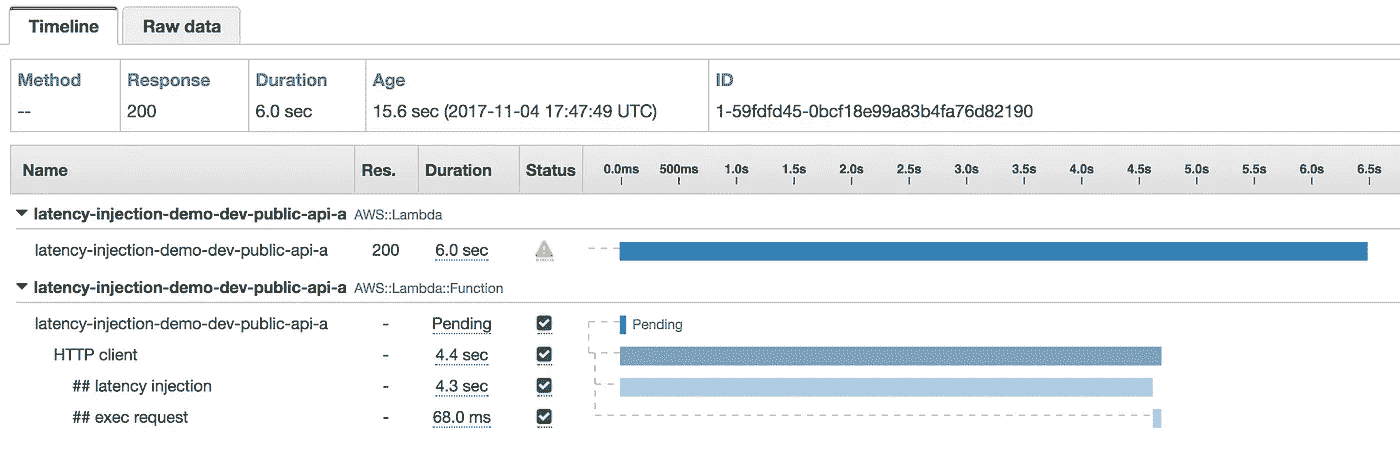 Timeline Raw data
Method Response Duration Age ID
-- 200 6.0 sec 15.6 sec (2017-11-04 17:47:49 UTC) 1-59fdfd45-0bcf18e99a83b4fa76d82190
Name Res. Duration Status 0.0ms 500ms 1.0s 1.5s 2.0s 2.5s 3.0s 3.5s 4.0s 4.5s 5.0s 5.5s 6.0s 6.5s
latency-injection-demo-dev-public-api-a AWS::Lambda
latency-injection-demo-dev-public-api-a 200 6.0 sec
latency-injection-demo-dev-public-api-a AWS::Lambda::Function
latency-injection-demo-dev-public-api-a - Pending Pending
HTTP client - 4.4 sec
## latency injection - 4.3 sec
## exec request - 68.0 ms